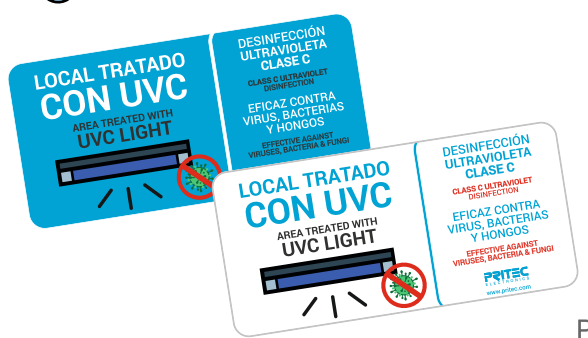 LOCAL TRATADO
CON UVC
AREA TREATED WITH
UVC LIGHT
DESINFECCIÓN
ULTRAVIOLETA
CLASE C
CLASS C ULTRAVIOLET
DISINFECTION
EFICAZ CONTRA
VIRUS, BACTERIAS
Y HONGOS
EFFECTIVE AGAINST
VIRUSES, BACTERIA & FUNGI
LOCAL TRATADO
CON UVC
AREA TREATED WITH
UVC LIGHT
DESINFECCIÓN
ULTRAVIOLETA
CLASE C
CLASS C ULTRAVIOLET
DISINFECTION
EFICAZ CONTRA
VIRUS, BACTERIAS
Y HONGOS
EFFECTIVE AGAINST
VIRUSES, BACTERIA & FUNGI
PRITEC
ELECTRONICS
www.pritec.com
P